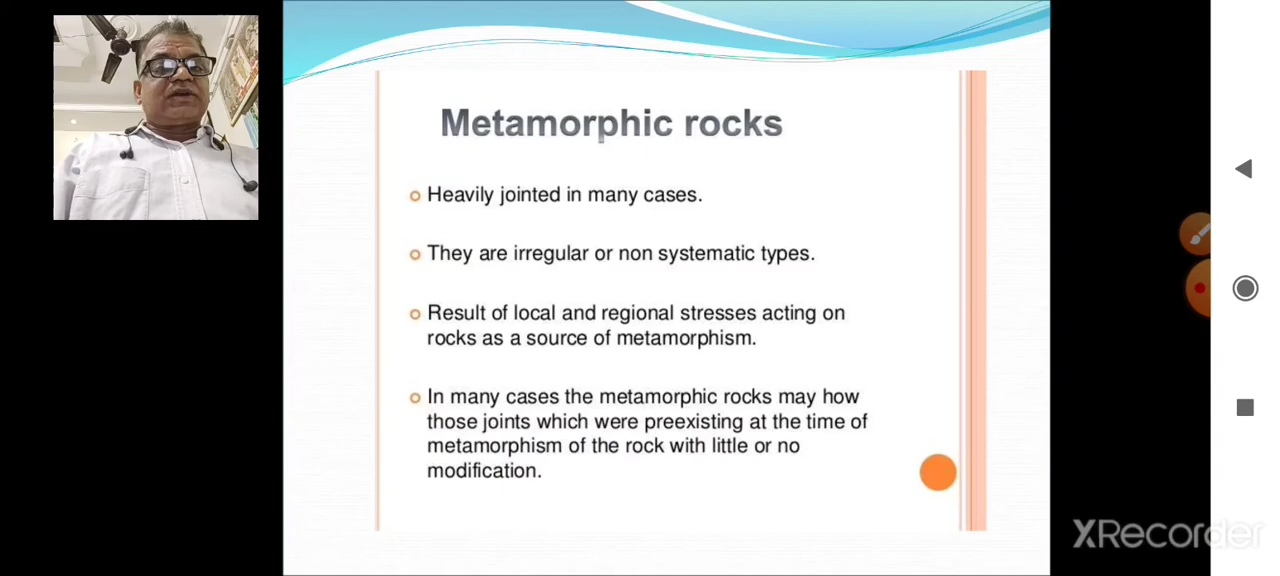 Metamorphic rocks
Heavily jointed in many cases.
They are irregular or non systematic types.
Result of local and regional stresses acting on
rocks as a source of metamorphism.
In many cases the metamorphic rocks may how
those joints which were preexisting at the time of
metamorphism of the rock with little or no
modification.
XRecorder